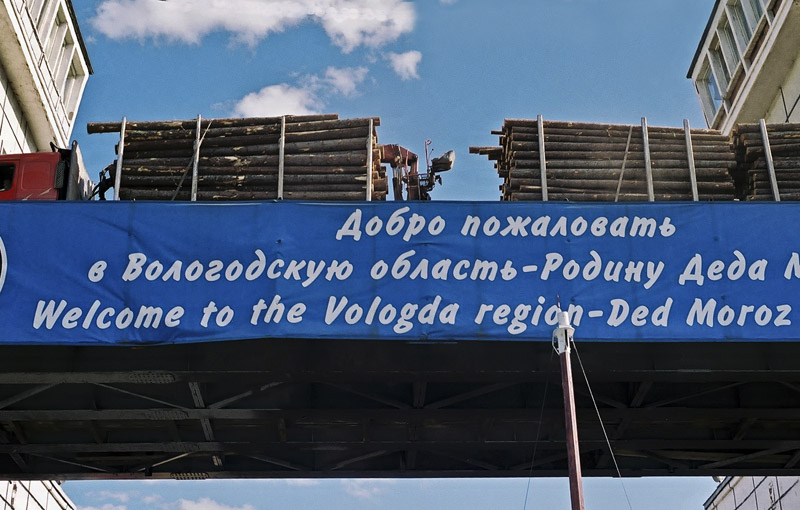 Добро пожаловать
в Вологодскую область-Родину Деда
Welcome to the Vologda region-Ded Moroz